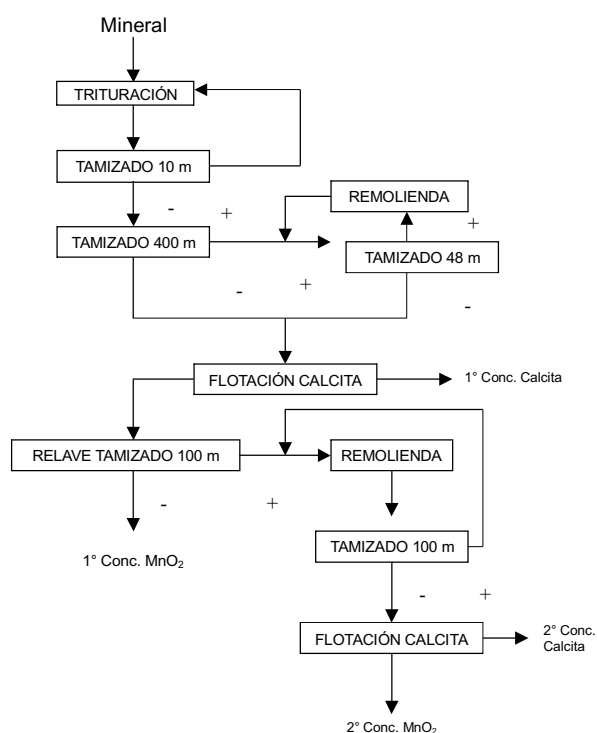 Mineral
TRITURACIÓN
TAMIZADO 10 m
REMOLIENDA
- +
+
TAMIZADO 400 m
TAMIZADO 48 m
- +
-
FLOTACIÓN CALCITA
1° Conc. Calcita
RELAVE TAMIZADO 100 m
REMOLIENDA
- +
1° Conc. MnO₂
TAMIZADO 100 m
- +
FLOTACIÓN CALCITA
2° Conc.
Calcita
2° Conc. MnO₂